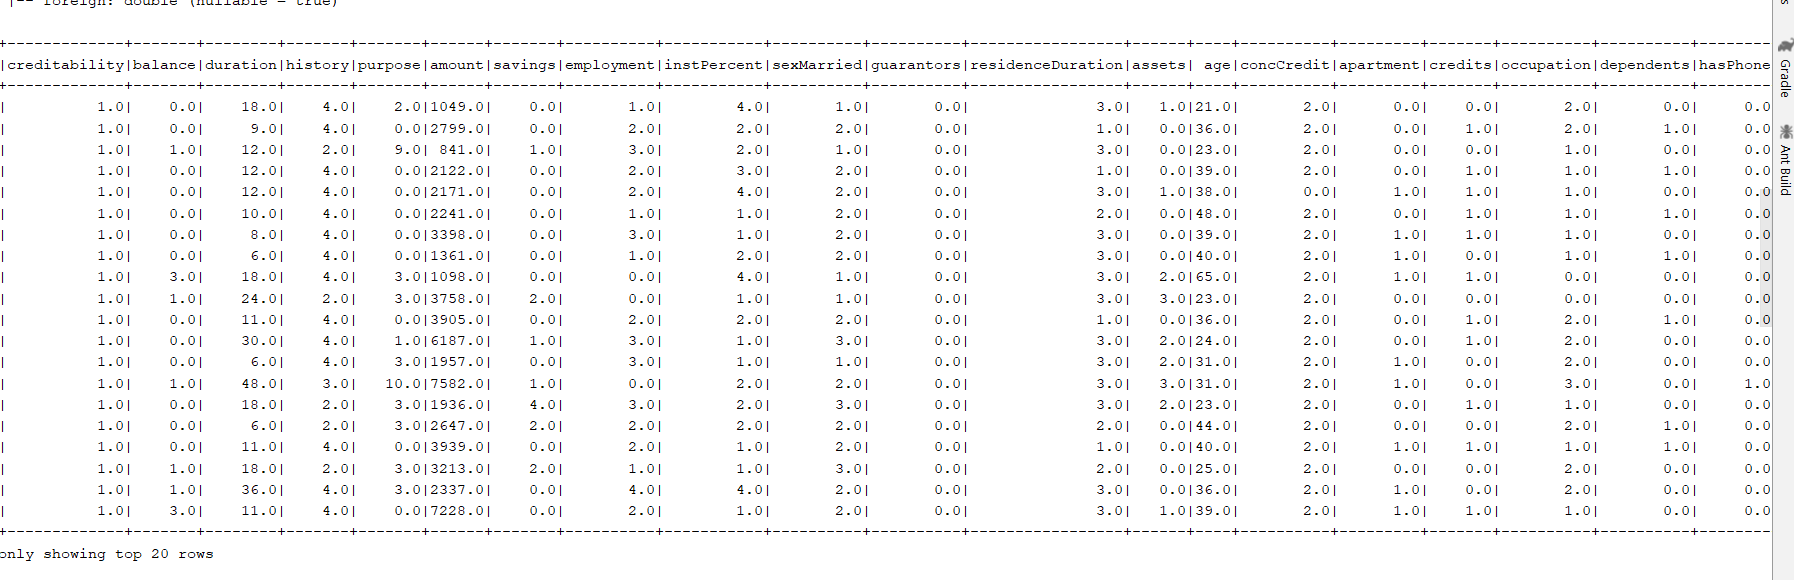 |-- foreign: double (nullable = true)
+-------------+-------+--------+-------+-------+------+-------+----------+-----------+----------+----------+-----------------+------+----+----------+---------+-------+----------+----------+--------
|creditability|balance|duration|history|purpose|amount|savings|employment|instPercent|sexMarried|guarantors|residenceDuration|assets| age|concCredit|apartment|credits|occupation|dependents|hasPhone
+-------------+-------+--------+-------+-------+------+-------+----------+-----------+----------+----------+-----------------+------+----+----------+---------+-------+----------+----------+--------
| 1.0| 0.0| 18.0| 4.0| 2.0|1049.0| 0.0| 1.0| 4.0| 1.0| 0.0| 3.0| 1.0|21.0| 2.0| 0.0| 0.0| 2.0| 0.0| 0.0
| 1.0| 0.0| 9.0| 4.0| 0.0|2799.0| 0.0| 2.0| 2.0| 2.0| 0.0| 1.0| 0.0|36.0| 2.0| 0.0| 1.0| 2.0| 1.0| 0.0
| 1.0| 1.0| 12.0| 2.0| 9.0| 841.0| 1.0| 3.0| 2.0| 1.0| 0.0| 3.0| 0.0|23.0| 2.0| 0.0| 0.0| 1.0| 0.0| 0.0
| 1.0| 0.0| 12.0| 4.0| 0.0|2122.0| 0.0| 2.0| 3.0| 2.0| 0.0| 1.0| 0.0|39.0| 2.0| 0.0| 1.0| 1.0| 1.0| 0.0
| 1.0| 0.0| 12.0| 4.0| 0.0|2171.0| 0.0| 2.0| 4.0| 2.0| 0.0| 3.0| 1.0|38.0| 0.0| 1.0| 1.0| 1.0| 0.0| 0.0
| 1.0| 0.0| 10.0| 4.0| 0.0|2241.0| 0.0| 1.0| 1.0| 2.0| 0.0| 2.0| 0.0|48.0| 2.0| 0.0| 1.0| 1.0| 1.0| 0.0
| 1.0| 0.0| 8.0| 4.0| 0.0|3398.0| 0.0| 3.0| 1.0| 2.0| 0.0| 3.0| 0.0|39.0| 2.0| 1.0| 1.0| 1.0| 0.0| 0.0
| 1.0| 0.0| 6.0| 4.0| 0.0|1361.0| 0.0| 1.0| 2.0| 2.0| 0.0| 3.0| 0.0|40.0| 2.0| 1.0| 0.0| 1.0| 1.0| 0.0
| 1.0| 3.0| 18.0| 4.0| 3.0|1098.0| 0.0| 0.0| 4.0| 1.0| 0.0| 3.0| 2.0|65.0| 2.0| 1.0| 1.0| 0.0| 0.0| 0.0
| 1.0| 1.0| 24.0| 2.0| 3.0|3758.0| 2.0| 0.0| 1.0| 1.0| 0.0| 3.0| 3.0|23.0| 2.0| 0.0| 0.0| 0.0| 0.0| 0.0
| 1.0| 0.0| 11.0| 4.0| 0.0|3905.0| 0.0| 2.0| 2.0| 2.0| 0.0| 1.0| 0.0|36.0| 2.0| 0.0| 1.0| 2.0| 1.0| 0.0
| 1.0| 0.0| 30.0| 4.0| 1.0|6187.0| 1.0| 3.0| 1.0| 3.0| 0.0| 3.0| 2.0|24.0| 2.0| 0.0| 1.0| 2.0| 0.0| 0.0
| 1.0| 0.0| 6.0| 4.0| 3.0|1957.0| 0.0| 3.0| 1.0| 1.0| 0.0| 3.0| 2.0|31.0| 2.0| 1.0| 0.0| 2.0| 0.0| 0.0
| 1.0| 1.0| 48.0| 3.0| 10.0|7582.0| 1.0| 0.0| 2.0| 2.0| 0.0| 3.0| 3.0|31.0| 2.0| 1.0| 0.0| 3.0| 0.0| 1.0
| 1.0| 0.0| 18.0| 2.0| 3.0|1936.0| 4.0| 3.0| 2.0| 3.0| 0.0| 3.0| 2.0|23.0| 2.0| 0.0| 1.0| 1.0| 0.0| 0.0
| 1.0| 0.0| 6.0| 2.0| 3.0|2647.0| 2.0| 2.0| 2.0| 2.0| 0.0| 2.0| 0.0|44.0| 2.0| 0.0| 0.0| 2.0| 1.0| 0.0
| 1.0| 0.0| 11.0| 4.0| 0.0|3939.0| 0.0| 2.0| 1.0| 2.0| 0.0| 1.0| 0.0|40.0| 2.0| 1.0| 1.0| 1.0| 1.0| 0.0
| 1.0| 1.0| 18.0| 2.0| 3.0|3213.0| 2.0| 1.0| 1.0| 3.0| 0.0| 2.0| 0.0|25.0| 2.0| 0.0| 0.0| 2.0| 0.0| 0.0
| 1.0| 1.0| 36.0| 4.0| 3.0|2337.0| 0.0| 4.0| 4.0| 2.0| 0.0| 3.0| 0.0|36.0| 2.0| 1.0| 0.0| 2.0| 0.0| 0.0
| 1.0| 3.0| 11.0| 4.0| 0.0|7228.0| 0.0| 2.0| 1.0| 2.0| 0.0| 3.0| 1.0|39.0| 2.0| 1.0| 1.0| 1.0| 0.0| 0.0
+-------------+-------+--------+-------+-------+------+-------+----------+-----------+----------+----------+-----------------+------+----+----------+---------+-------+----------+----------+--------
only showing top 20 rows
Gradle
Ant Build